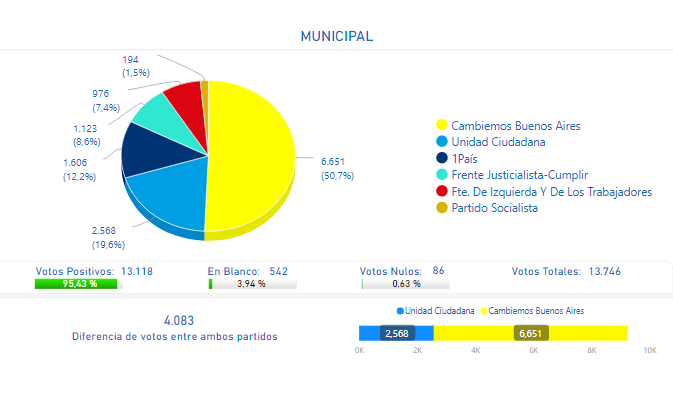 MUNICIPAL
194
(1,5%)
976
(7,4%)
1.123
(8,6%)
1.606
(12,2%)
2.568
(19,6%)
6.651
(50,7%)
Cambiemos Buenos Aires
Unidad Ciudadana
1País
Frente Justicialista-Cumplir
Fte. De Izquierda Y De Los Trabajadores
Partido Socialista
Votos Positivos: 13.118
95,43 %
En Blanco: 542
3,94 %
Votos Nulos: 86
0,63 %
Votos Totales: 13.746
4.083
Diferencia de votos entre ambos partidos
Unidad Ciudadana Cambiemos Buenos Aires
2,568 6,651
0K 2K 4K 6K 8K 10K